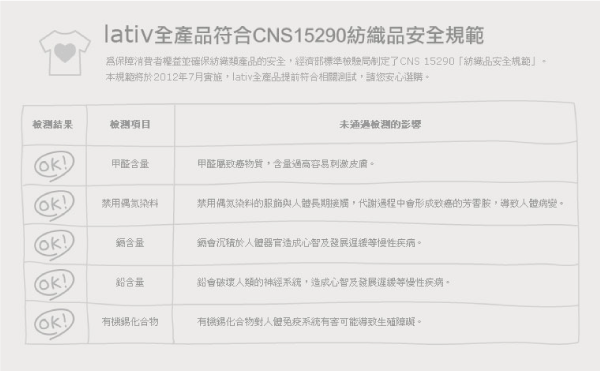 lativ全產品符合CNS15290紡織品安全規範
為保障消費者權益並確保紡織類產品的安全，經濟部標準檢驗局制定了CNS 15290「紡織品安全規範」。
本規範將於2012年7月實施，lativ全產品提前符合相關測試，請您安心選購。
檢測結果 檢測項目 未通過檢測的影響
OK! 甲醛含量 甲醛屬致癌物質，含量過高容易刺激皮膚。
OK! 禁用偶氮染料 禁用偶氮染料的服飾與人體長期接觸，代謝過程中會形成致癌的芳香胺，導致人體病變。
OK! 鎘含量 鎘會沉積於人體器官造成心智及發展遲緩等慢性疾病。
OK! 鉛含量 鉛會破壞人類的神經系統，造成心智及發展遲緩等慢性疾病。
OK! 有機錫化合物 有機錫化合物對人體免疫系統有害可能導致生殖障礙。